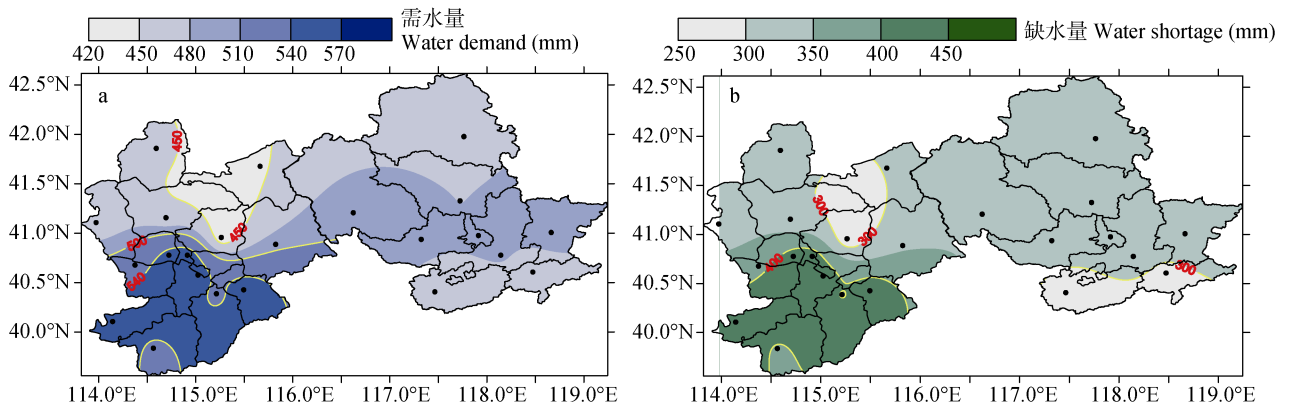 需水量
Water demand (mm)
420 450 480 510 540 570
a
42.5°N
42.0°N
41.5°N
41.0°N
40.5°N
40.0°N
450
450
500
540
114.0°E 115.0°E 116.0°E 117.0°E 118.0°E 119.0°E
缺水量 Water shortage (mm)
250 300 350 400 450
b
42.5°N
42.0°N
41.5°N
41.0°N
40.5°N
40.0°N
300
300
400
300
114.0°E 115.0°E 116.0°E 117.0°E 118.0°E 119.0°E